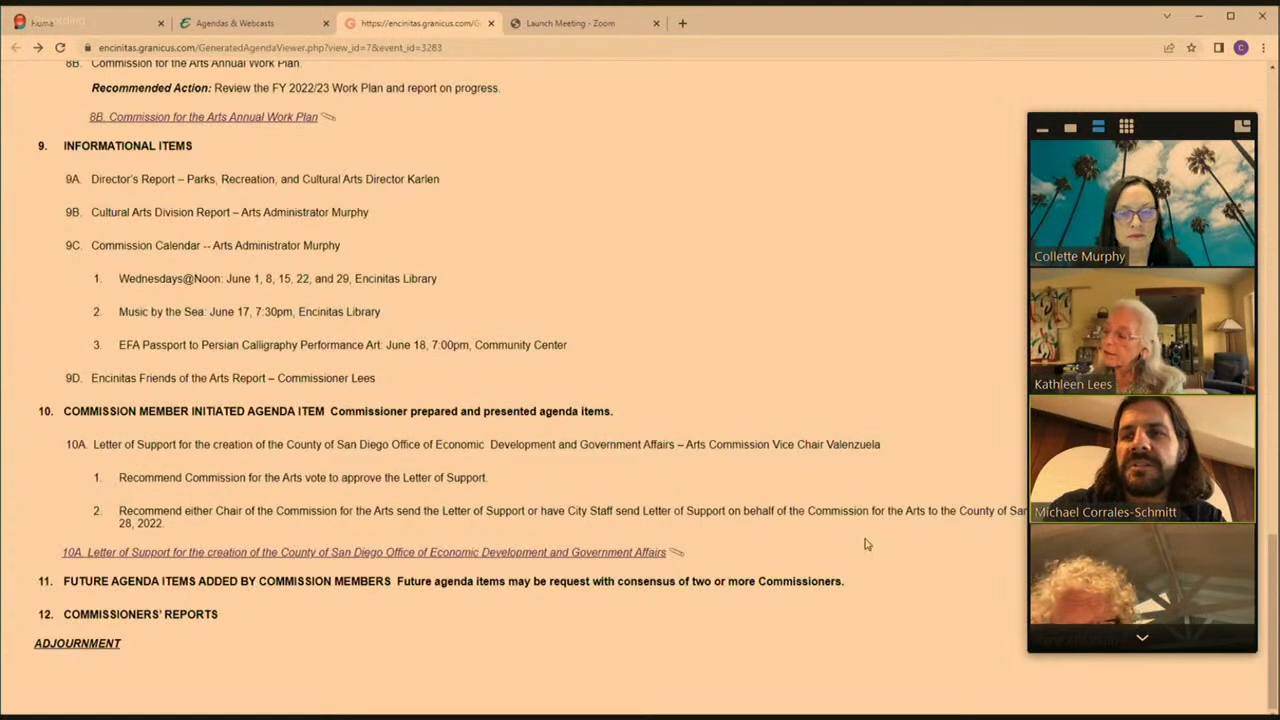 Recording
Home
Agendas & Webcasts
https://encinitas.granicus.com/G
Launch Meeting - Zoom
encinitas.granicus.com/GeneratedAgendaViewer.php?view_id=7&event_id=3283
8B. Commission for the Arts Annual Work Plan.
Recommended Action: Review the FY 2022/23 Work Plan and report on progress.
8B. Commission for the Arts Annual Work Plan
9. INFORMATIONAL ITEMS
9A. Director's Report – Parks, Recreation, and Cultural Arts Director Karlen
9B. Cultural Arts Division Report – Arts Administrator Murphy
9C. Commission Calendar -- Arts Administrator Murphy
1. Wednesdays@Noon: June 1, 8, 15, 22, and 29, Encinitas Library
2. Music by the Sea: June 17, 7:30pm, Encinitas Library
3. EFA Passport to Persian Calligraphy Performance Art: June 18, 7:00pm, Community Center
9D. Encinitas Friends of the Arts Report – Commissioner Lees
10. COMMISSION MEMBER INITIATED AGENDA ITEM Commissioner prepared and presented agenda items.
10A. Letter of Support for the creation of the County of San Diego Office of Economic Development and Government Affairs – Arts Commission Vice Chair Valenzuela
1. Recommend Commission for the Arts vote to approve the Letter of Support.
2. Recommend either Chair of the Commission for the Arts send the Letter of Support or have City Staff send Letter of Support on behalf of the Commission for the Arts to the County of San
28, 2022.
10A. Letter of Support for the creation of the County of San Diego Office of Economic Development and Government Affairs
11. FUTURE AGENDA ITEMS ADDED BY COMMISSION MEMBERS Future agenda items may be request with consensus of two or more Commissioners.
12. COMMISSIONERS' REPORTS
ADJOURNMENT
Collette Murphy
Kathleen Lees
Michael Corrales-Schmitt